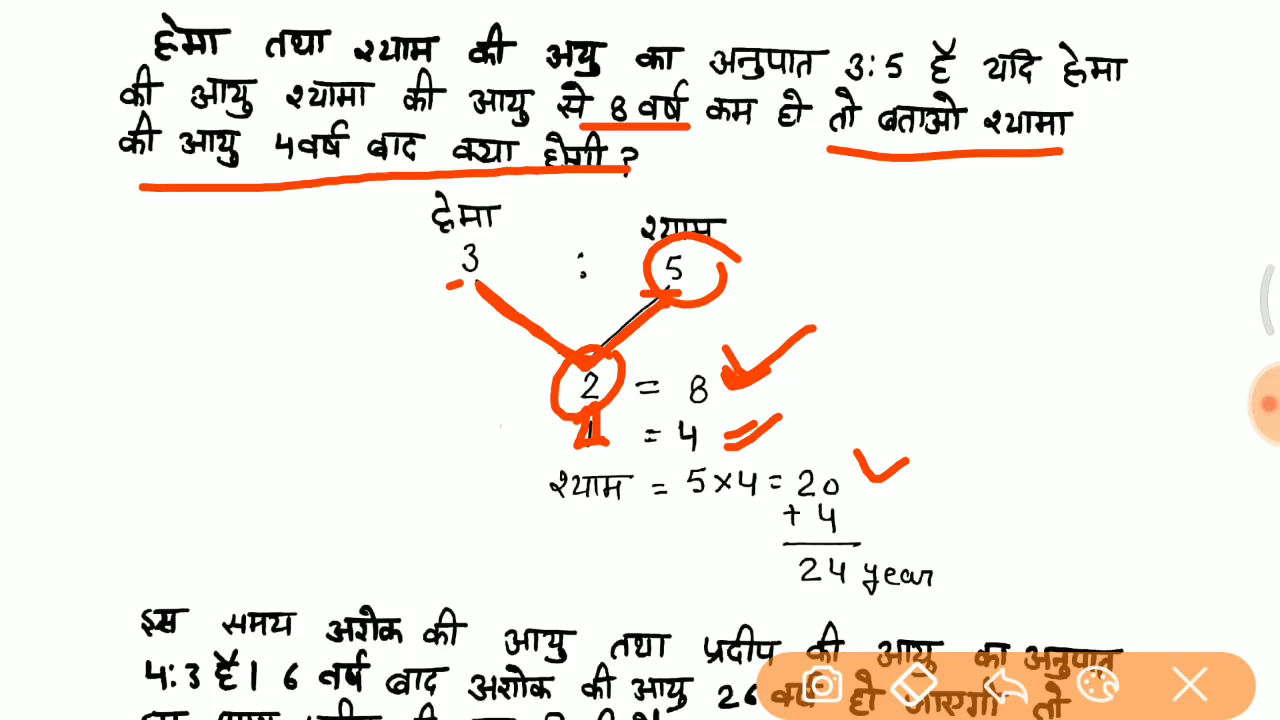 हेमा तथा श्याम की अयु का अनुपात 3:5 है यदि हेमा
की आयु श्यामा की आयु से 8 वर्ष कम हो तो बताओ श्यामा
की आयु 4वर्ष बाद क्या होगी ?
हेमा श्याम
3 : 5
2 = 8
1 = 4
श्याम = 5×4 = 20
+ 4
24 year
इस समय अशोक की आयु तथा प्रदीप की आयु का अनुपात
4:3 है। 6 वर्ष बाद अशोक की आयु 26 वर्ष हो जाएगी तो